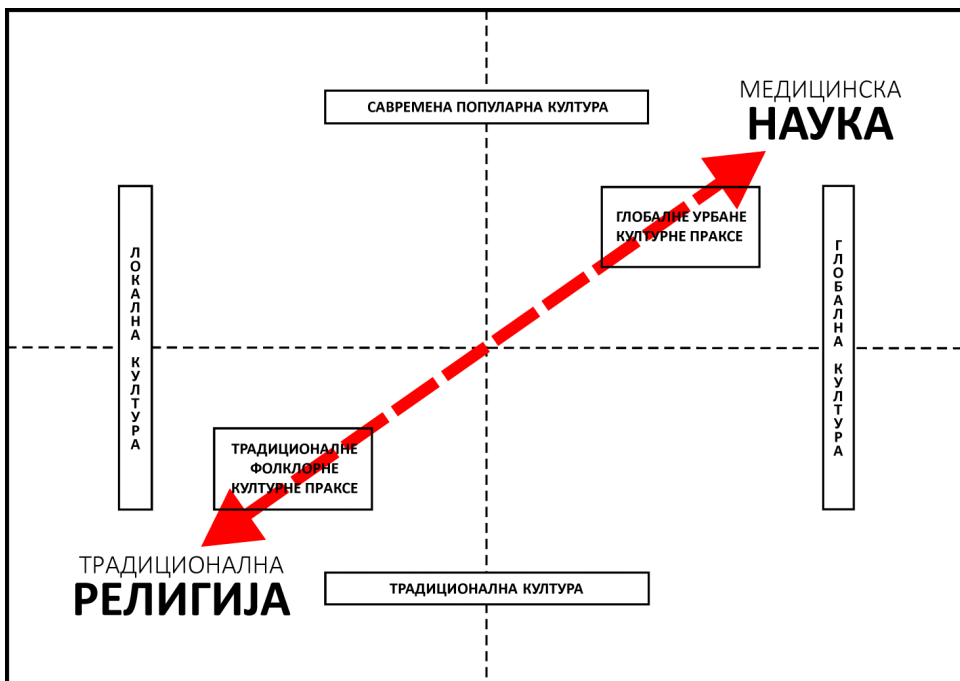 МЕДИЦИНСКА
НАУКА
САВРЕМЕНА ПОПУЛАРНА КУЛТУРА
ГЛОБАЛНЕ УРБАНЕ
КУЛТУРНЕ ПРАКСЕ
ЛОКАЛНА КУЛТУРА
ГЛОБАЛНА КУЛТУРА
ТРАДИЦИОНАЛНЕ
ФОЛКЛОРНЕ
КУЛТУРНЕ ПРАКСЕ
ТРАДИЦИОНАЛНА
РЕЛИГИЈА
ТРАДИЦИОНАЛНА КУЛТУРА